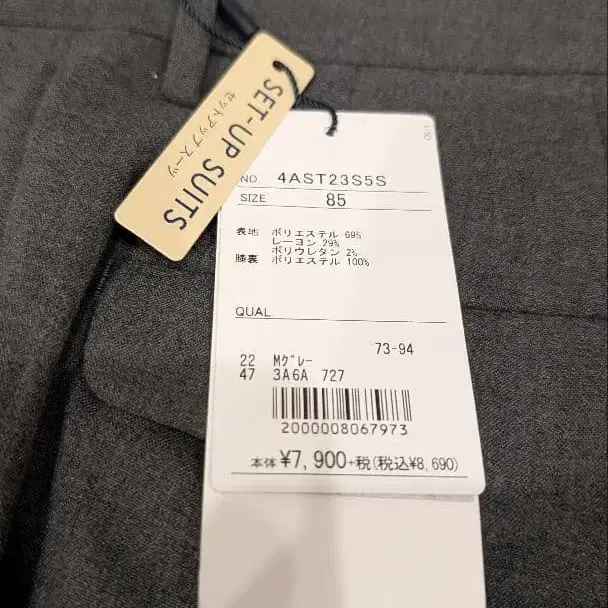 SET-UP SUITS
セットアップスーツ
NO. 4AST23S5S
SIZE 85
表地 ポリエステル 69%
レーヨン 29%
ポリウレタン 2%
膝裏 ポリエステル 100%
QUAL
73-94
22 Mグレー
47 3A6A 727
2000008067973
本体 ¥7,900+税(税込¥8,690)